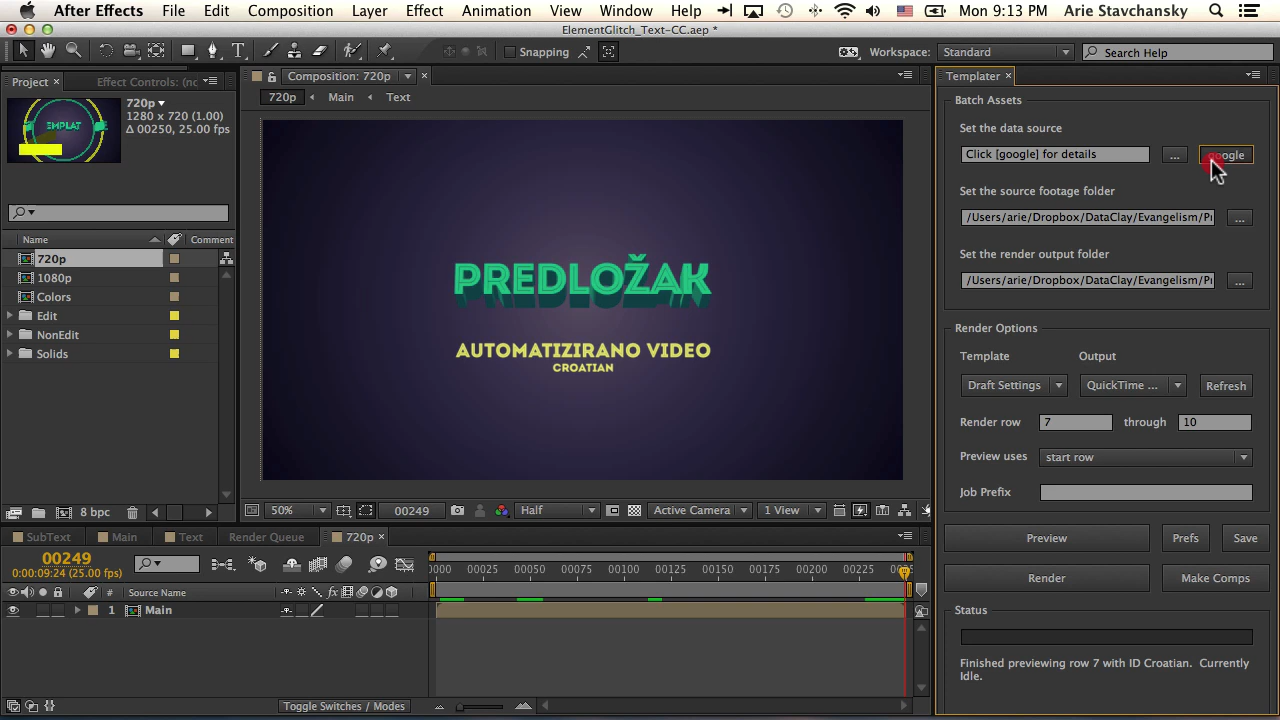 After Effects File Edit Composition Layer Effect Animation View Window Help Mon 9:13 PM Arie Stavchansky
ElementGlitch_Text-CC.aep *
Snapping Workspace: Standard Search Help
Project × Effect Controls: (no
Composition: 720p ×
Templater ×
720p Main Text
720p
1280 x 720 (1.00)
Δ 00250, 25.00 fps)
TEMPLAT
Name Comment
720p
1080p
Colors
Edit
NonEdit
Solids
8 bpc
PREDLOŽAK
AUTOMATIZIRANO VIDEO
CROATIAN
50% 00249 Half Active Camera 1 View
Batch Assets
Set the data source
Click [google] for details ... google
Set the source footage folder
/Users/arie/Dropbox/DataClay/Evangelism/Pr ...
Set the render output folder
/Users/arie/Dropbox/DataClay/Evangelism/Pr ...
Render Options
Template Output
Draft Settings QuickTime ... Refresh
Render row 7 through 10
Preview uses start row
Job Prefix
Preview Prefs Save
Render Make Comps
Status
Finished previewing row 7 with ID Croatian. Currently
Idle.
SubText Main Text Render Queue 720p ×
00249
0:00:09:24 (25.00 fps)
0000 00025 00050 00075 00100 00125 00150 00175 00200 00225
# Source Name
1 Main
Toggle Switches / Modes